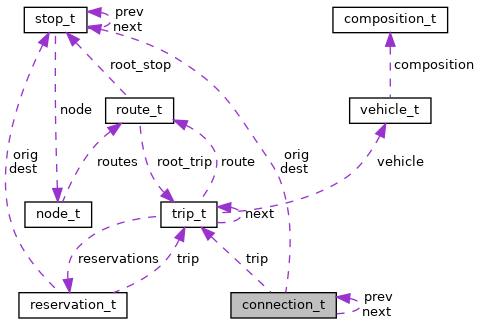 stop_t
prev
next
composition_t
root_stop
composition
node
route_t
vehicle_t
orig
dest
routes
root_trip
route
orig
dest
vehicle
node_t
trip_t
next
reservations
trip
trip
reservation_t
connection_t
prev
next